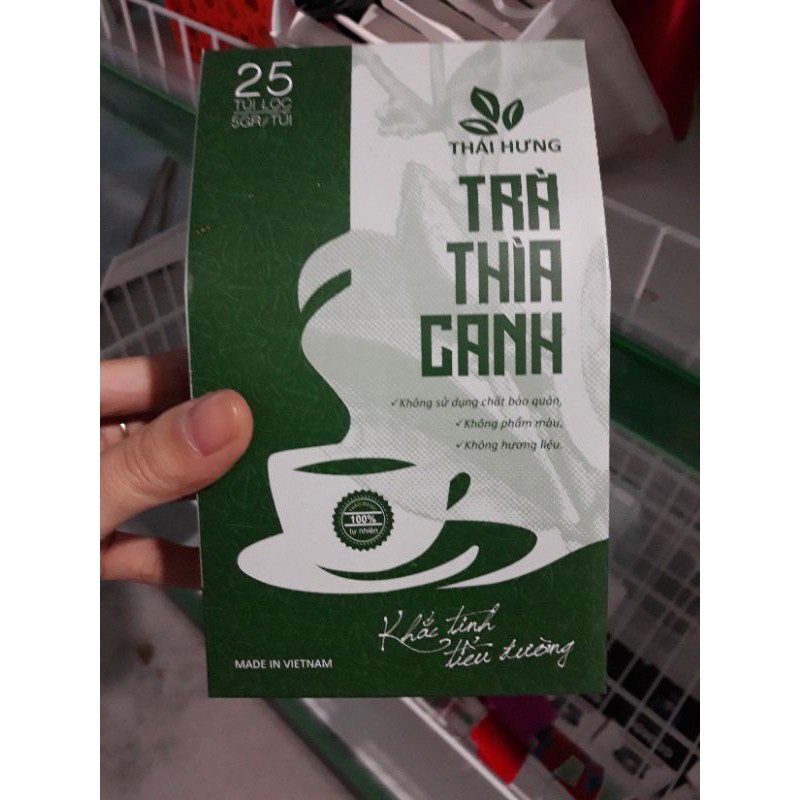 25
TÚI LỌC
5GR/TÚI
THÁI HƯNG
TRÀ
THÌA
CANH
✓Không sử dụng chất bảo quản.
✓Không phẩm màu.
✓Không hương liệu.
100%
tự nhiên
Khắc tinh
tiểu đường
MADE IN VIETNAM